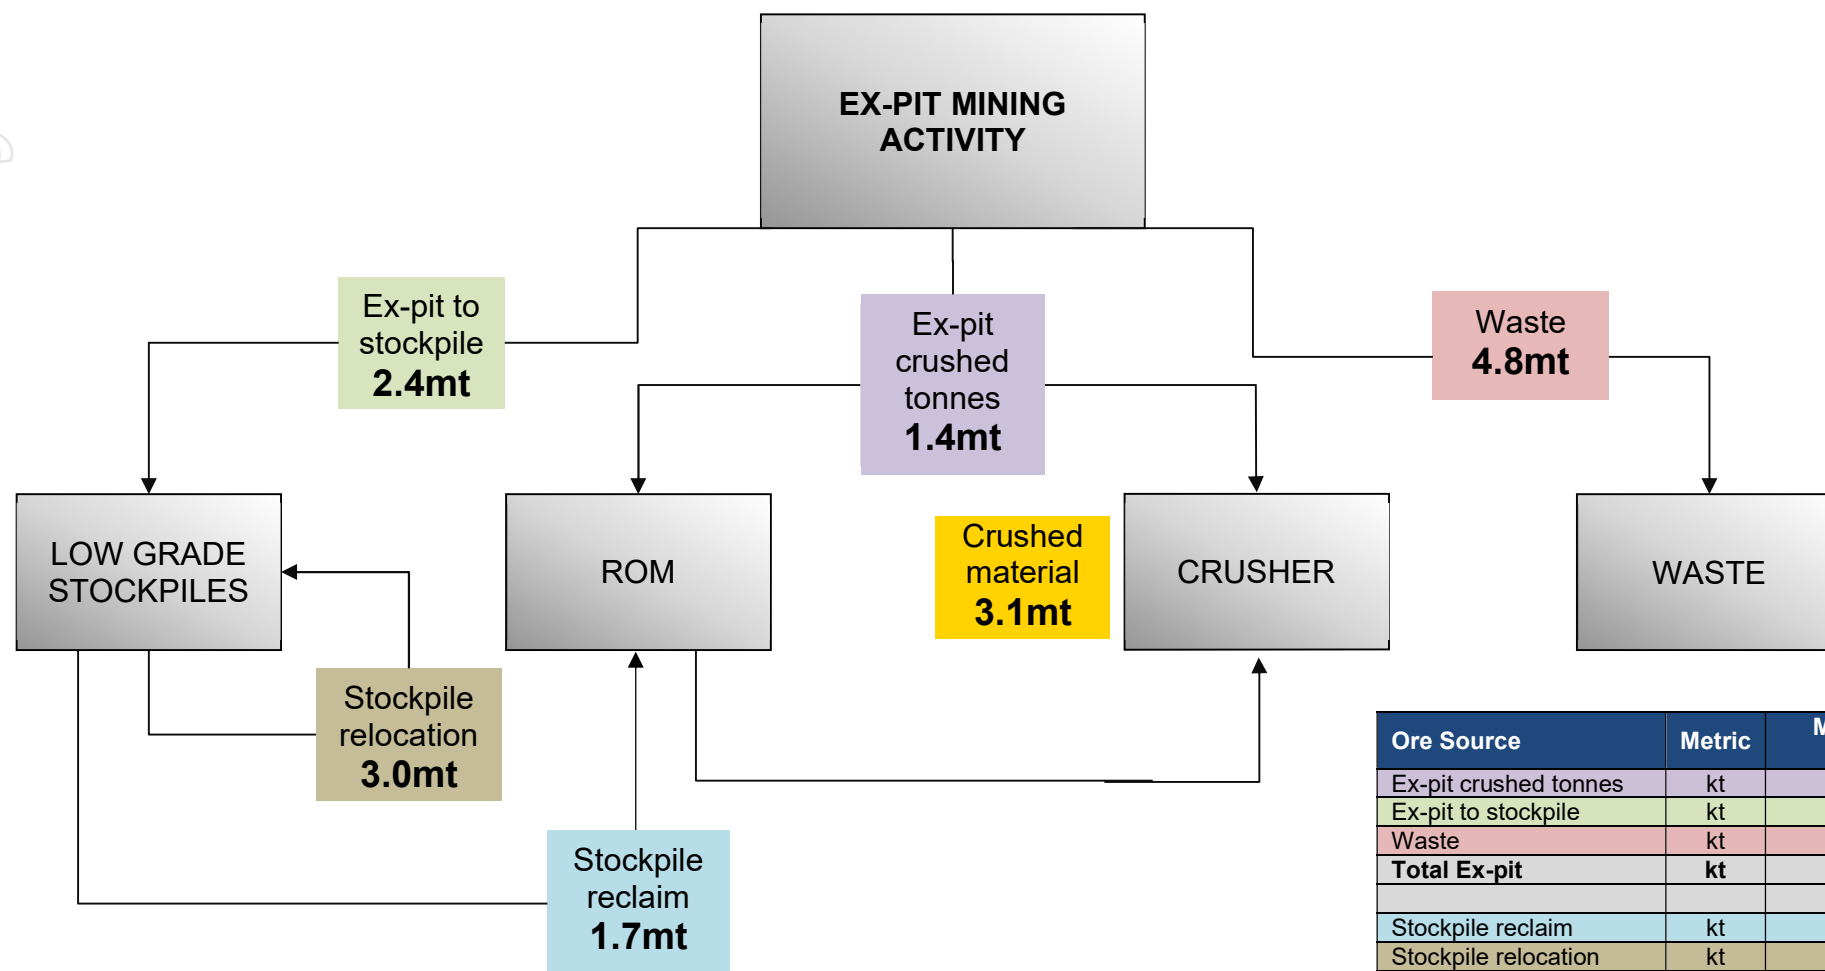 EX-PIT MINING
ACTIVITY
Ex-pit to
stockpile
2.4mt
Ex-pit
crushed
tonnes
1.4mt
Waste
4.8mt
LOW GRADE
STOCKPILES
ROM
Crushed
material
3.1mt
CRUSHER
WASTE
Stockpile
relocation
3.0mt
Stockpile
reclaim
1.7mt
Ore Source Metric M
Ex-pit crushed tonnes kt
Ex-pit to stockpile kt
Waste kt
Total Ex-pit kt
Stockpile reclaim kt
Stockpile relocation kt